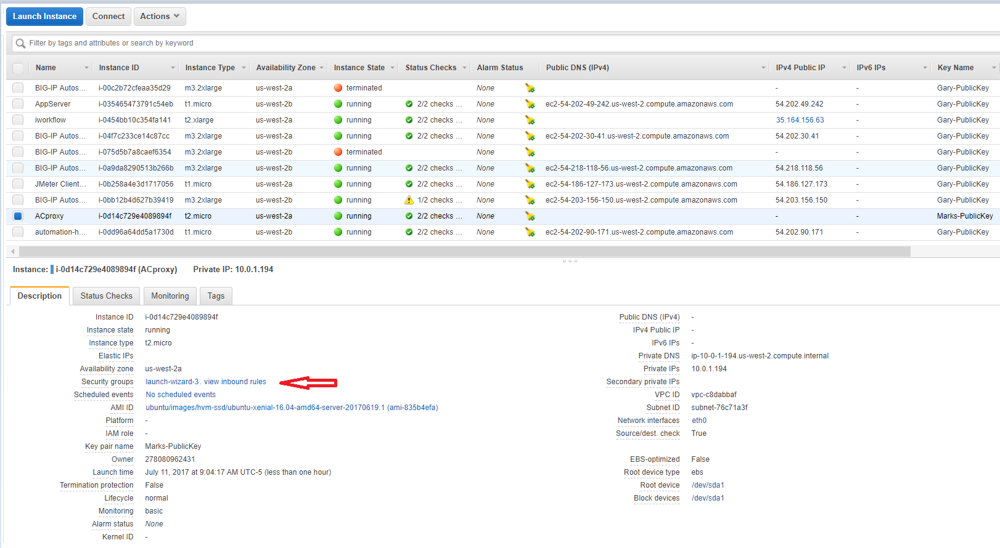 Launch Instance Connect Actions
Filter by tags and attributes or search by keyword
Name Instance ID Instance Type Availability Zone Instance State Status Checks Alarm Status Public DNS (IPv4) IPv4 Public IP IPv6 IPs Key Name
BIG-IP Autos... i-00c2b72cfeaa35d29 m3.2xlarge us-west-2a terminated None - - Gary-PublicKey
AppServer i-035465473791c54eb t1.micro us-west-2b running 2/2 checks ... None ec2-54-202-49-242.us-west-2.compute.amazonaws.com 54.202.49.242 - Gary-PublicKey
iworkflow i-0454bb10c354fa141 t2.xlarge us-west-2a running 2/2 checks ... None 35.164.156.63 - Gary-PublicKey
BIG-IP Autos... i-04f7c233ce14c87cc m3.2xlarge us-west-2a running 2/2 checks ... None ec2-54-202-30-41.us-west-2.compute.amazonaws.com 54.202.30.41 - Gary-PublicKey
BIG-IP Autos... i-075d5b7a8caef6354 m3.2xlarge us-west-2b terminated None - - Gary-PublicKey
BIG-IP Autos... i-0a9da8290513b266b m3.2xlarge us-west-2b running 2/2 checks ... None ec2-54-218-118-56.us-west-2.compute.amazonaws.com 54.218.118.56 - Gary-PublicKey
JMeter Client... i-0b258a4e3d1717056 t1.micro us-west-2b running 2/2 checks ... None ec2-54-186-127-173.us-west-2.compute.amazonaws.com 54.186.127.173 - Gary-PublicKey
BIG-IP Autos... i-0bb12b4d627b39419 m3.2xlarge us-west-2b running 1/2 checks ... None ec2-54-203-156-150.us-west-2.compute.amazonaws.com 54.203.156.150 - Gary-PublicKey
ACproxy i-0d14c729e4089894f t2.micro us-west-2a running 2/2 checks ... None - - Marks-PublicKey
automation-h... i-0dd96a64dd5a1730d t1.micro us-west-2b running 2/2 checks ... None ec2-54-202-90-171.us-west-2.compute.amazonaws.com 54.202.90.171 - Gary-PublicKey
Instance: i-0d14c729e4089894f (ACproxy) Private IP: 10.0.1.194
Description Status Checks Monitoring Tags
Instance ID i-0d14c729e4089894f Public DNS (IPv4) -
Instance state running IPv4 Public IP -
Instance type t2.micro IPv6 IPs -
Elastic IPs Private DNS ip-10-0-1-194.us-west-2.compute.internal
Availability zone us-west-2a Private IPs 10.0.1.194
Security groups launch-wizard-3. view inbound rules Secondary private IPs
Scheduled events No scheduled events VPC ID vpc-c8dabbaf
AMI ID ubuntu/images/hvm-ssd/ubuntu-xenial-16.04-amd64-server-20170619.1 (ami-835b4efa) Subnet ID subnet-76c71a3f
Platform - Network interfaces eth0
IAM role - Source/dest. check True
Key pair name Marks-PublicKey
Owner 278080962431 EBS-optimized False
Launch time July 11, 2017 at 9:04:17 AM UTC-5 (less than one hour) Root device type ebs
Termination protection False Root device /dev/sda1
Lifecycle normal Block devices /dev/sda1
Monitoring basic
Alarm status None
Kernel ID -